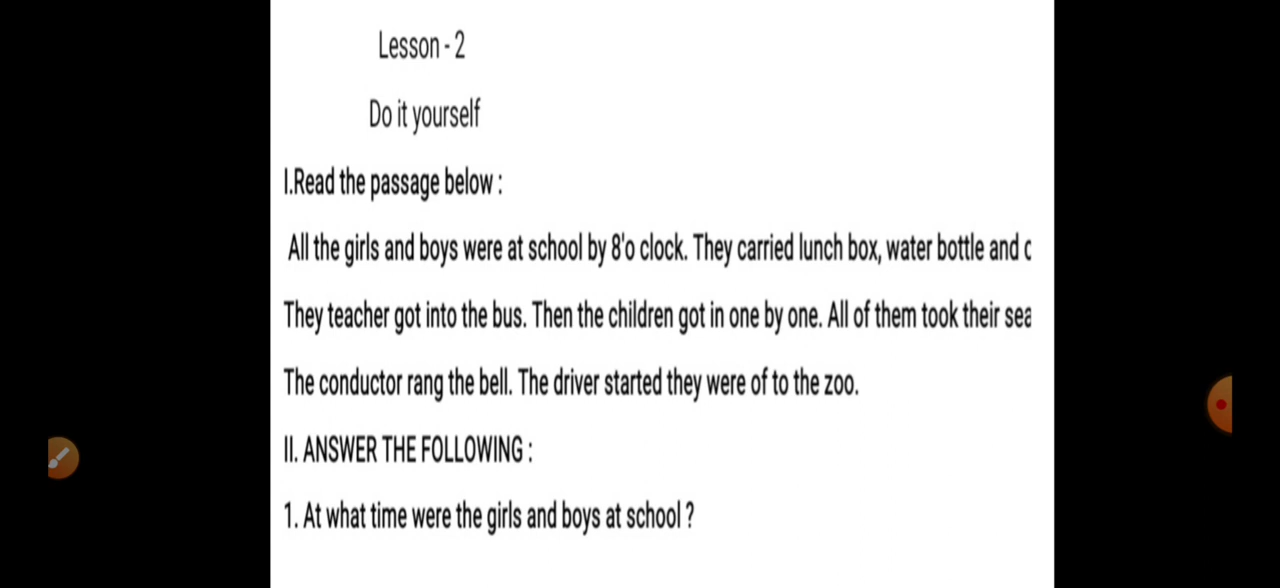 Lesson - 2
Do it yourself
I.Read the passage below :
All the girls and boys were at school by 8'o clock. They carried lunch box, water bottle and
They teacher got into the bus. Then the children got in one by one. All of them took their
The conductor rang the bell. The driver started they were of to the zoo.
II. ANSWER THE FOLLOWING :
1. At what time were the girls and boys at school ?